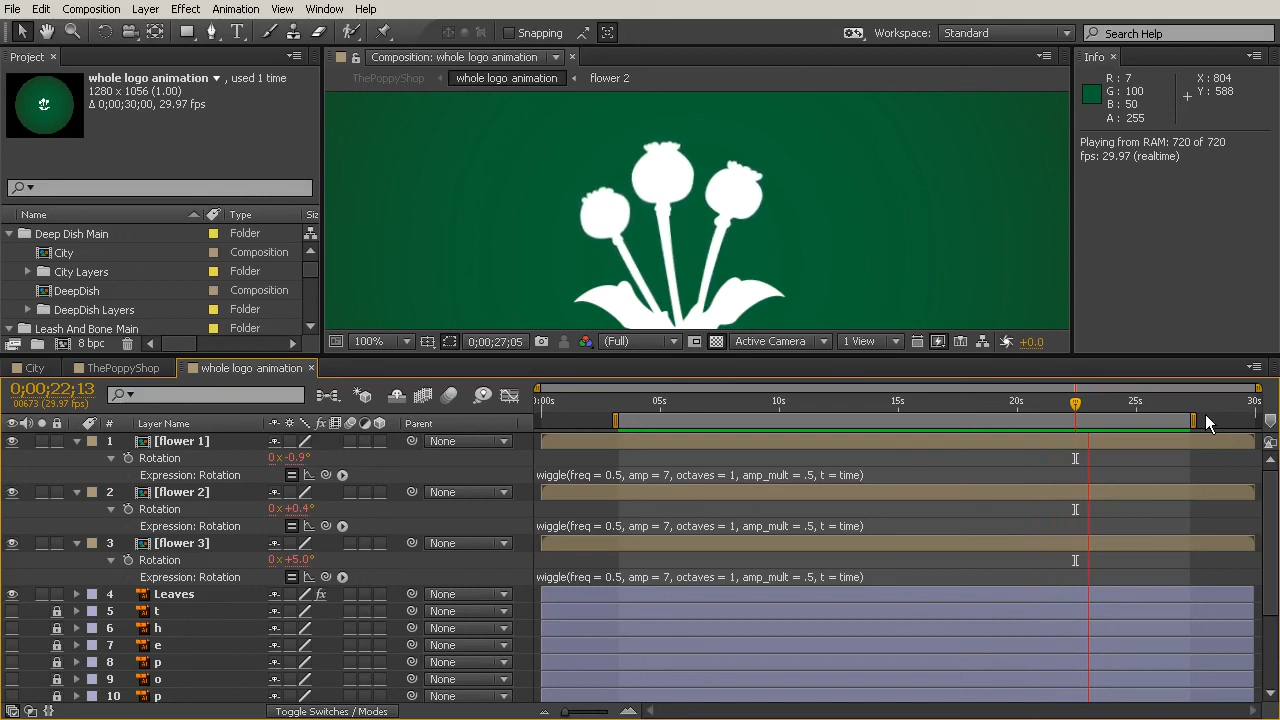 File Edit Composition Layer Effect Animation View Window Help
Snapping Workspace: Standard Search Help
Project
whole logo animation , used 1 time
1280 x 1056 (1.00)
Δ 0;00;30;00, 29.97 fps
Name Type Siz
Deep Dish Main Folder
City Composition
City Layers Folder
DeepDish Composition
DeepDish Layers Folder
Leash And Bone Main Folder
8 bpc
Composition: whole logo animation
ThePoppyShop whole logo animation flower 2
100% 0;00;27;05 (Full) Active Camera 1 View +0.0
Info
R : 7 X : 804
G : 100 Y : 588
B : 50
A : 255
Playing from RAM: 720 of 720
fps: 29.97 (realtime)
City ThePoppyShop whole logo animation
0;00;22;13
00673 (29.97 fps)
0:00s 05s 10s 15s 20s 25s 30s
# Layer Name fx Parent
1 [flower 1] None
Rotation 0 x -0.9°
Expression: Rotation wiggle(freq = 0.5, amp = 7, octaves = 1, amp_mult = .5, t = time)
2 [flower 2] None
Rotation 0 x +0.4°
Expression: Rotation wiggle(freq = 0.5, amp = 7, octaves = 1, amp_mult = .5, t = time)
3 [flower 3] None
Rotation 0 x +5.0°
Expression: Rotation wiggle(freq = 0.5, amp = 7, octaves = 1, amp_mult = .5, t = time)
4 Leaves fx None
5 t None
6 h None
7 e None
8 p None
9 o None
10 p None
Toggle Switches / Modes